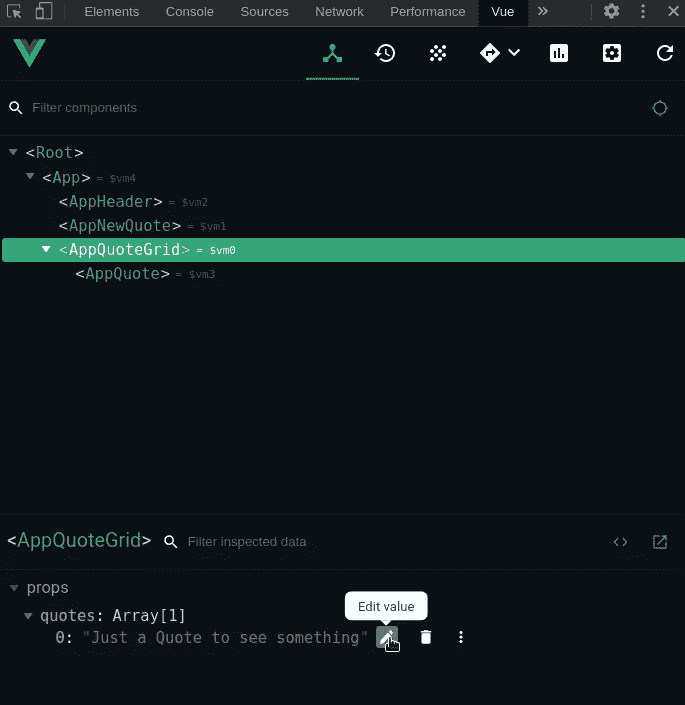 Elements Console Sources Network Performance Vue
Filter components
<Root>
<App> = $vm4
<AppHeader> = $vm2
<AppNewQuote> = $vm1
<AppQuoteGrid> = $vm0
<AppQuote> = $vm3
<AppQuoteGrid> Filter inspected data
props
Edit value
quotes: Array[1]
0: "Just a Quote to see something"